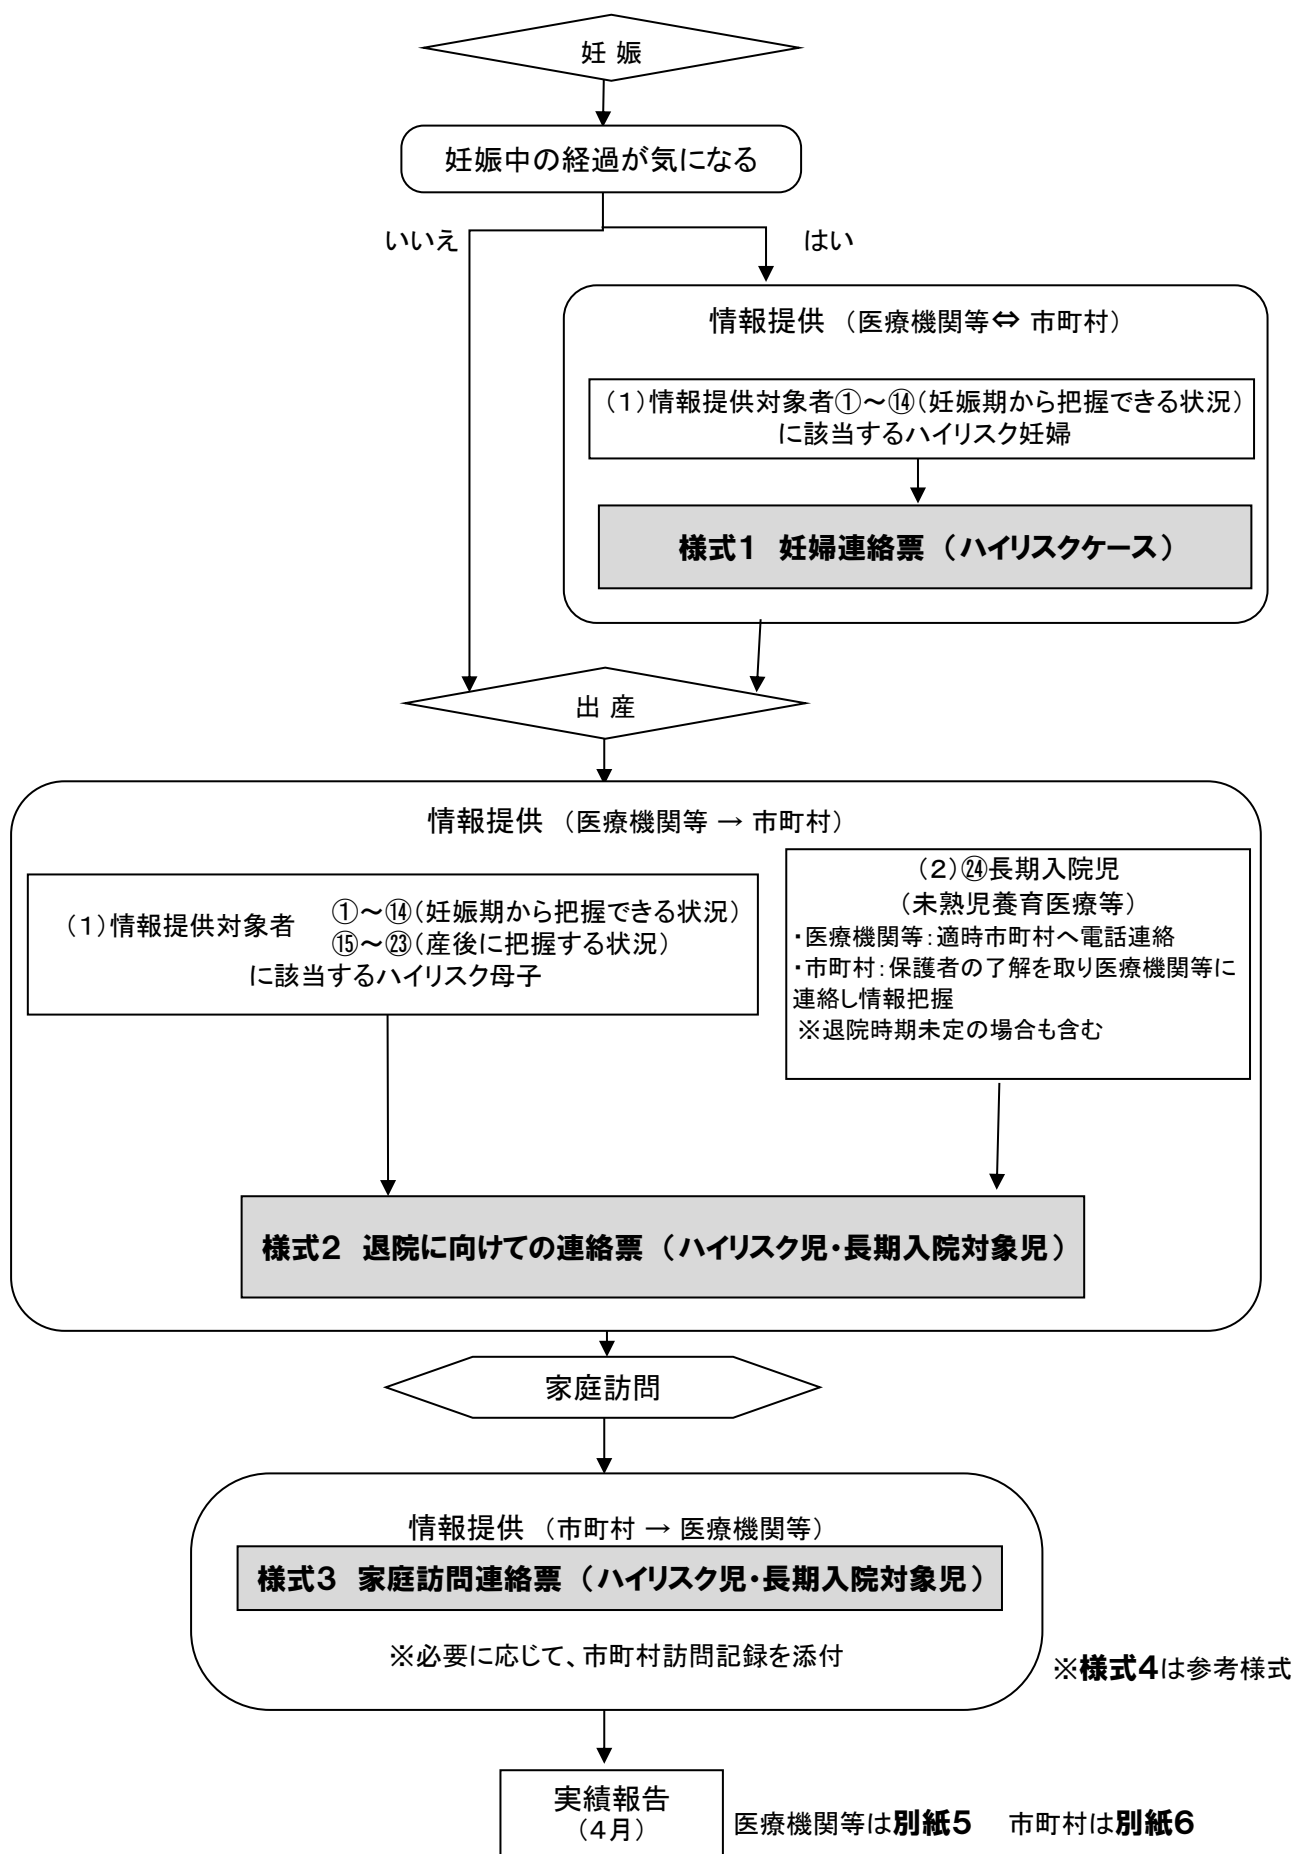 妊 娠
妊娠中の経過が気になる
いいえ
はい
情報提供 （医療機関等⇔ 市町村）
（１）情報提供対象者①～⑭（妊娠期から把握できる状況）
に該当するハイリスク妊婦
様式１　妊婦連絡票 （ハイリスクケース）
出 産
情報提供 （医療機関等 → 市町村）
（１）情報提供対象者　①～⑭（妊娠期から把握できる状況）
⑮～㉓（産後に把握する状況）
に該当するハイリスク母子
（２）㉔長期入院児
（未熟児養育医療等）
・医療機関等：適時市町村へ電話連絡
・市町村：保護者の了解を取り医療機関等に
連絡し情報把握
※退院時期未定の場合も含む
様式２　退院に向けての連絡票 （ハイリスク児・長期入院対象児）
家庭訪問
情報提供 （市町村 → 医療機関等）
様式３　家庭訪問連絡票 （ハイリスク児・長期入院対象児）
※必要に応じて、市町村訪問記録を添付
※様式４は参考様式
実績報告
（４月）
医療機関等は別紙５　市町村は別紙６